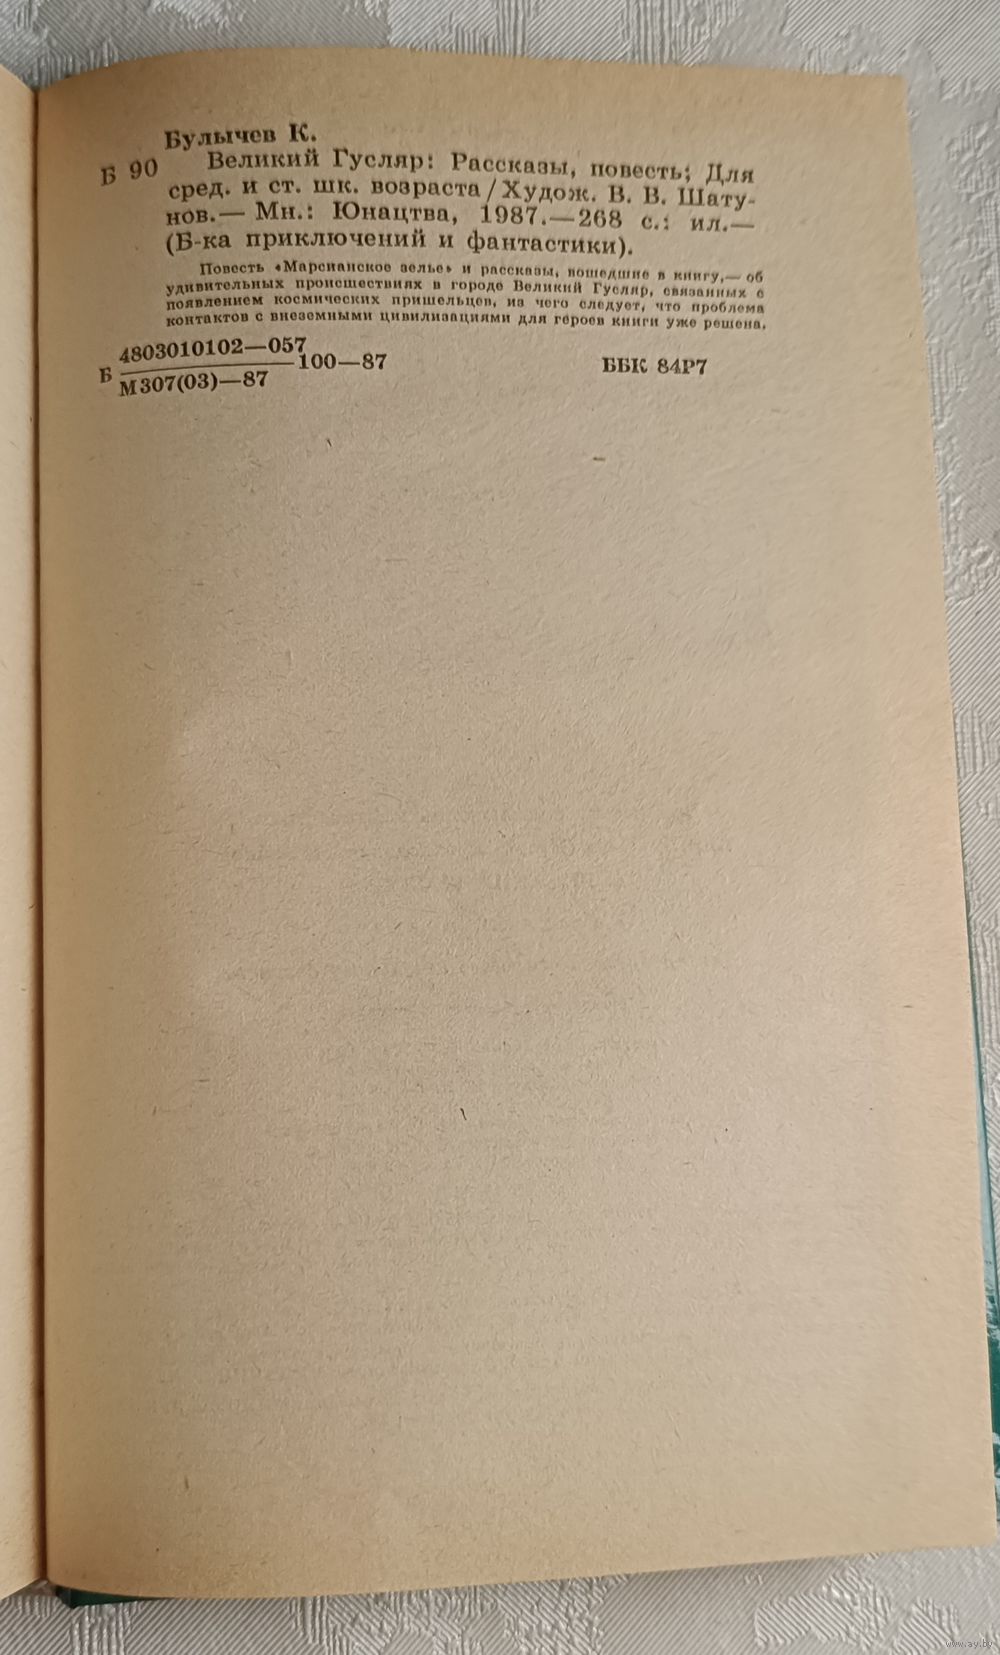 Булычев К.
Б 90
Великий Гусляр: Рассказы, повесть; Для
сред. и ст. шк. возраста/Худож. В. В. Шату-
нов.— Мн.: Юнацтва, 1987.—268 с.: ил.—
(Б-ка приключений и фантастики).
Повесть «Марсианское зелье» и рассказы, вошедшие в книгу,— об
удивительных происшествиях в городе Великий Гусляр, связанных с
появлением космических пришельцев, из чего следует, что проблема
контактов с внеземными цивилизациями для героев книги уже решена.
4803010102—057
Б 100—87 ББК 84Р7
М307(03)—87
www.ay.by